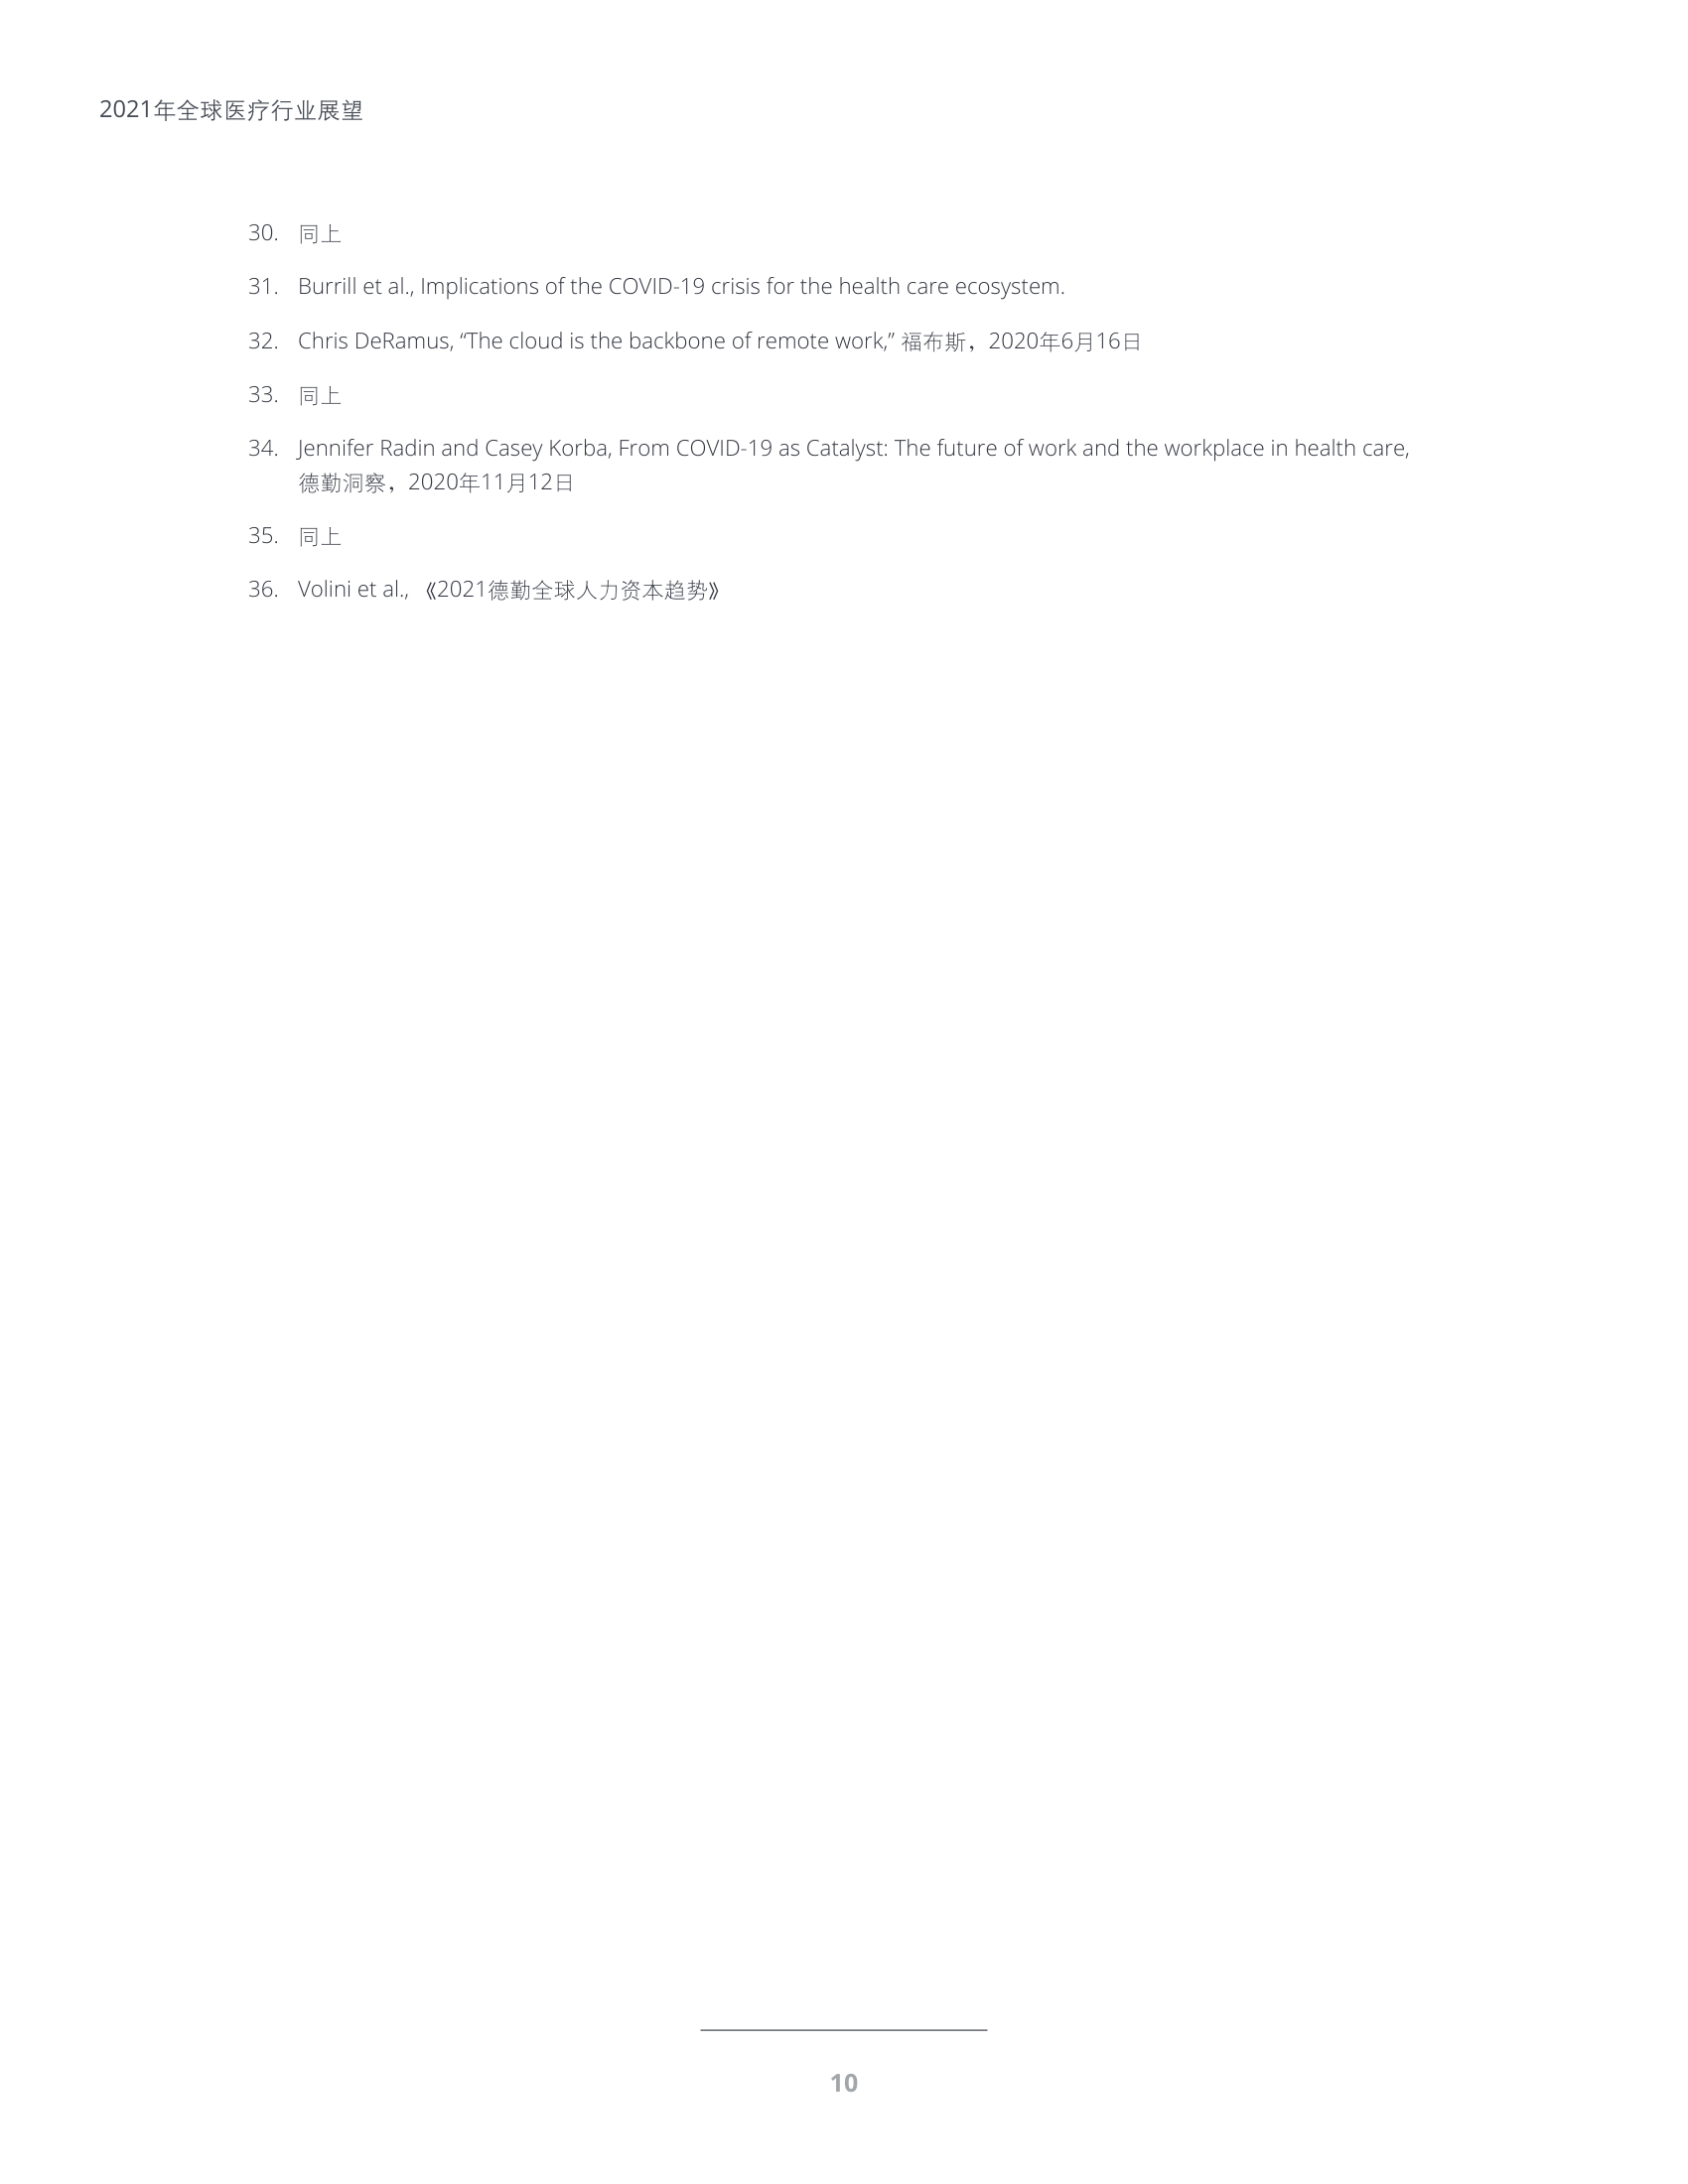 2021年全球医疗行业展望
30. 同上
31. Burrill et al., Implications of the COVID-19 crisis for the health care ecosystem.
32. Chris DeRamus, “The cloud is the backbone of remote work,” 福布斯，2020年6月16日
33. 同上
34. Jennifer Radin and Casey Korba, From COVID-19 as Catalyst: The future of work and the workplace in health care,
德勤洞察，2020年11月12日
35. 同上
36. Volini et al., 《2021德勤全球人力资本趋势》
10